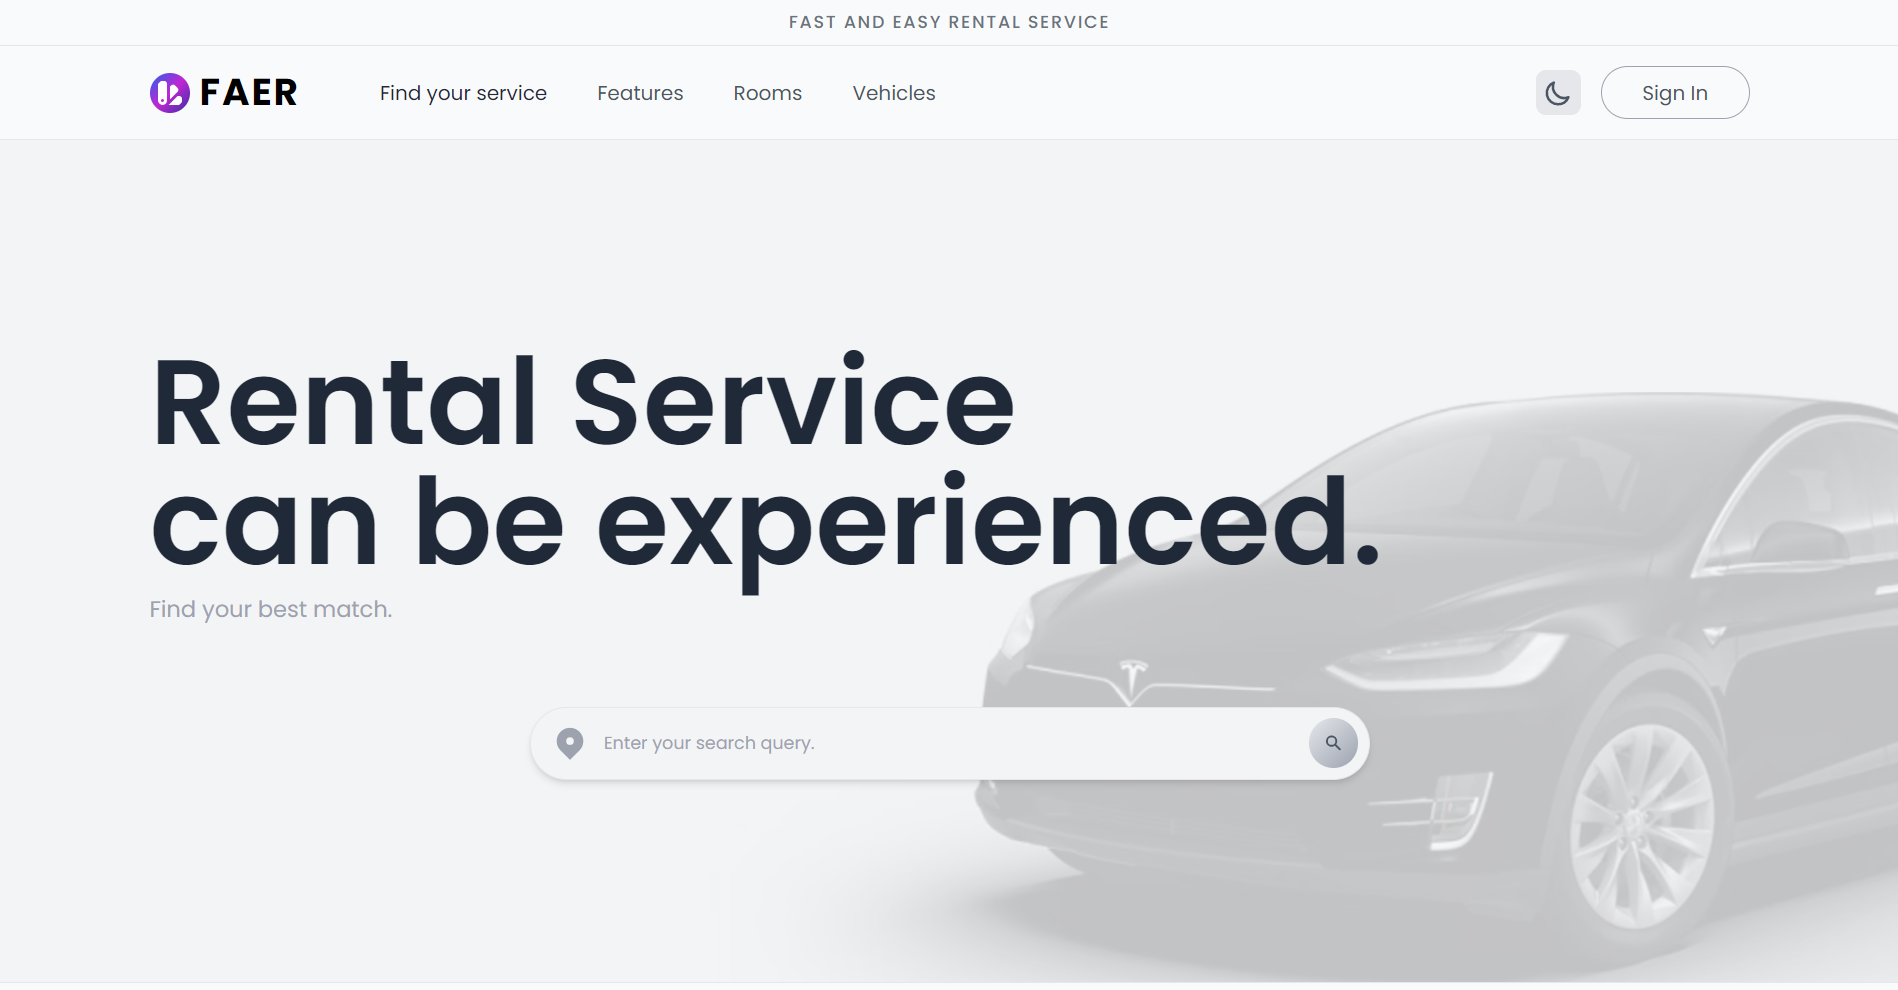 FAST AND EASY RENTAL SERVICE
FAER
Find your service
Features
Rooms
Vehicles
Sign In
Rental Service
can be experienced.
Find your best match.
Enter your search query.